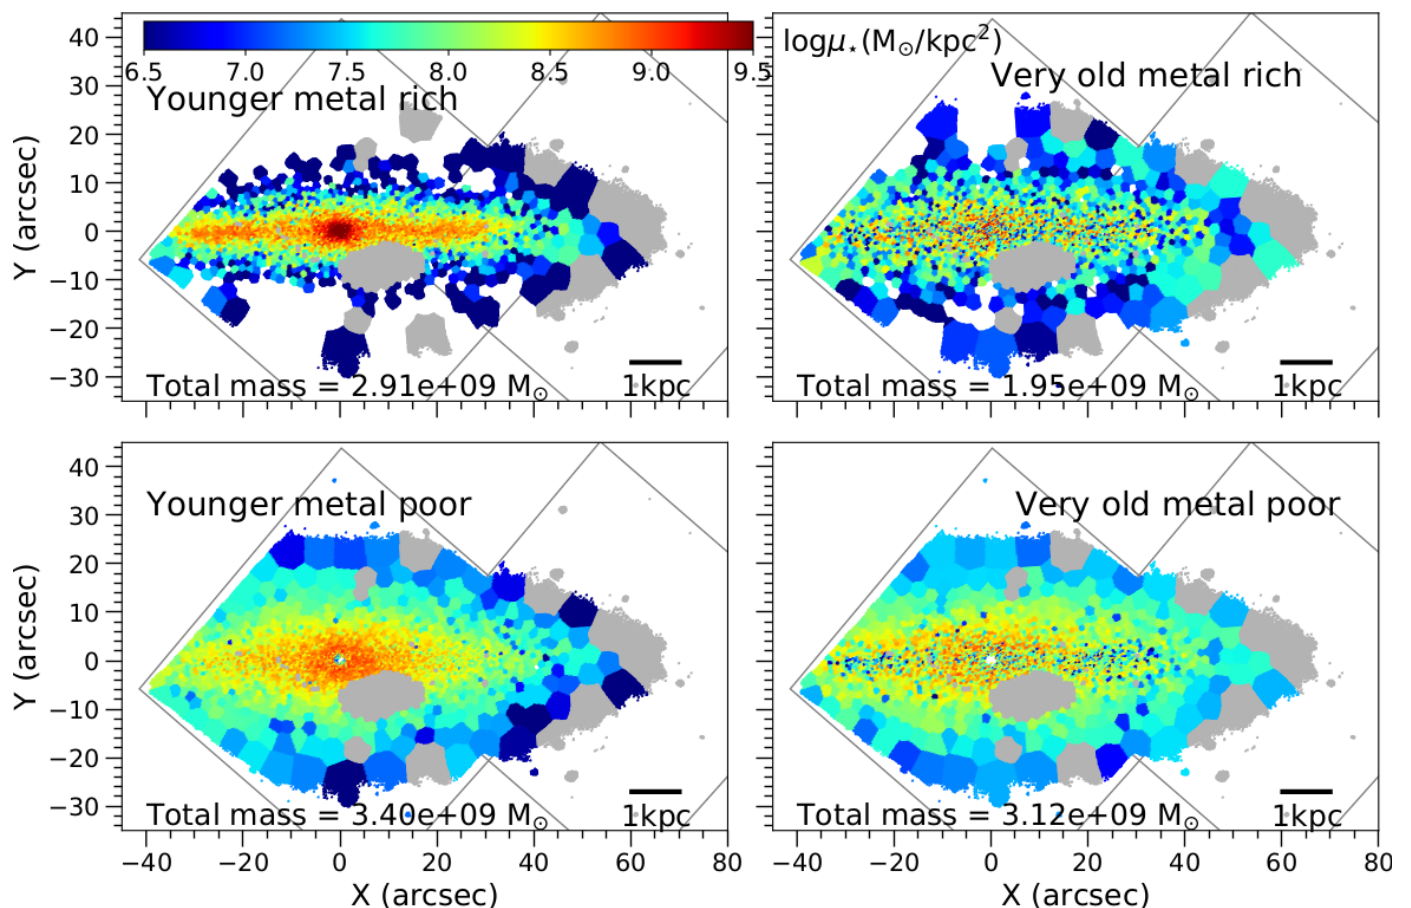 6.5 7.0 7.5 8.0 8.5 9.0 9.5
logμ⋆(M⊙/kpc²)
Younger metal rich
Very old metal rich
40
30
20
10
0
−10
−20
−30
Y (arcsec)
Total mass = 2.91e+09 M⊙
1kpc
Total mass = 1.95e+09 M⊙
1kpc
Younger metal poor
Very old metal poor
40
30
20
10
0
−10
−20
−30
Y (arcsec)
Total mass = 3.40e+09 M⊙
1kpc
Total mass = 3.12e+09 M⊙
1kpc
−40 −20 0 20 40 60 80
−40 −20 0 20 40 60 80
X (arcsec)
X (arcsec)